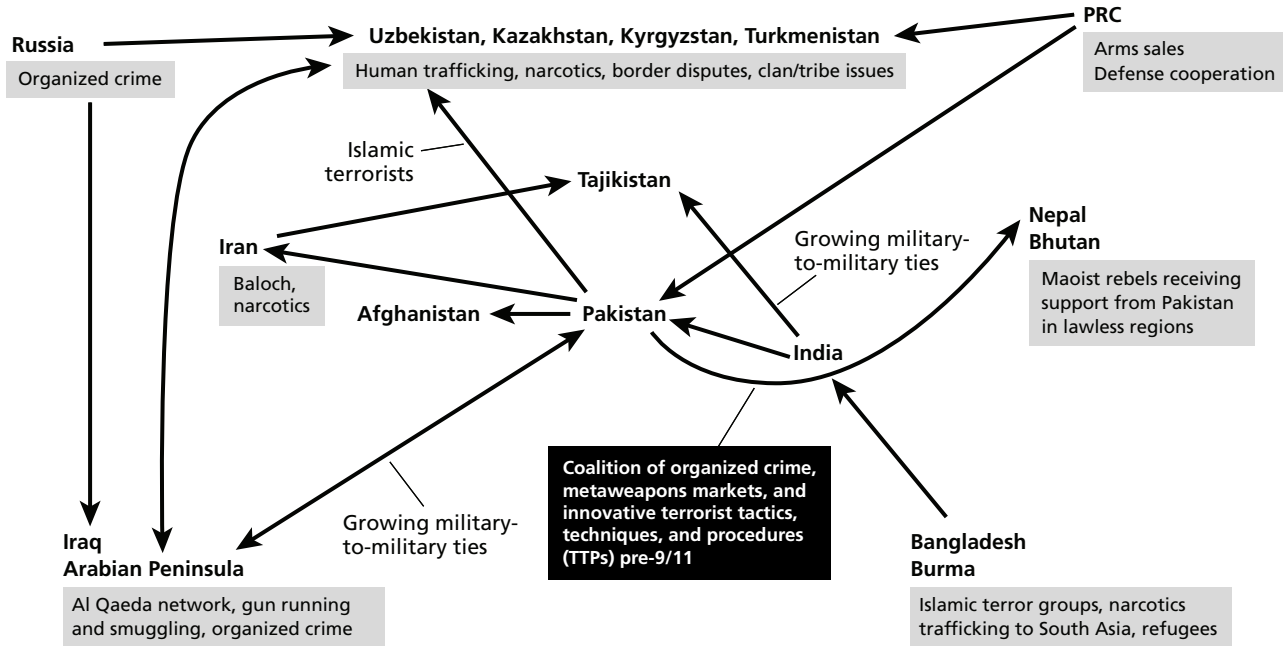 PRC
Arms sales
Defense cooperation
Russia
Organized crime
Uzbekistan, Kazakhstan, Kyrgyzstan, Turkmenistan
Human trafficking, narcotics, border disputes, clan/tribe issues
Islamic
terrorists
Tajikistan
Iran
Baloch,
narcotics
Growing military-
to-military ties
Nepal
Bhutan
Maoist rebels receiving
support from Pakistan
in lawless regions
Afghanistan
Pakistan
India
Coalition of organized crime,
metaweapons markets, and
innovative terrorist tactics,
techniques, and procedures
(TTPs) pre-9/11
Growing military-
to-military ties
Iraq
Arabian Peninsula
Al Qaeda network, gun running
and smuggling, organized crime
Bangladesh
Burma
Islamic terror groups, narcotics
trafficking to South Asia, refugees